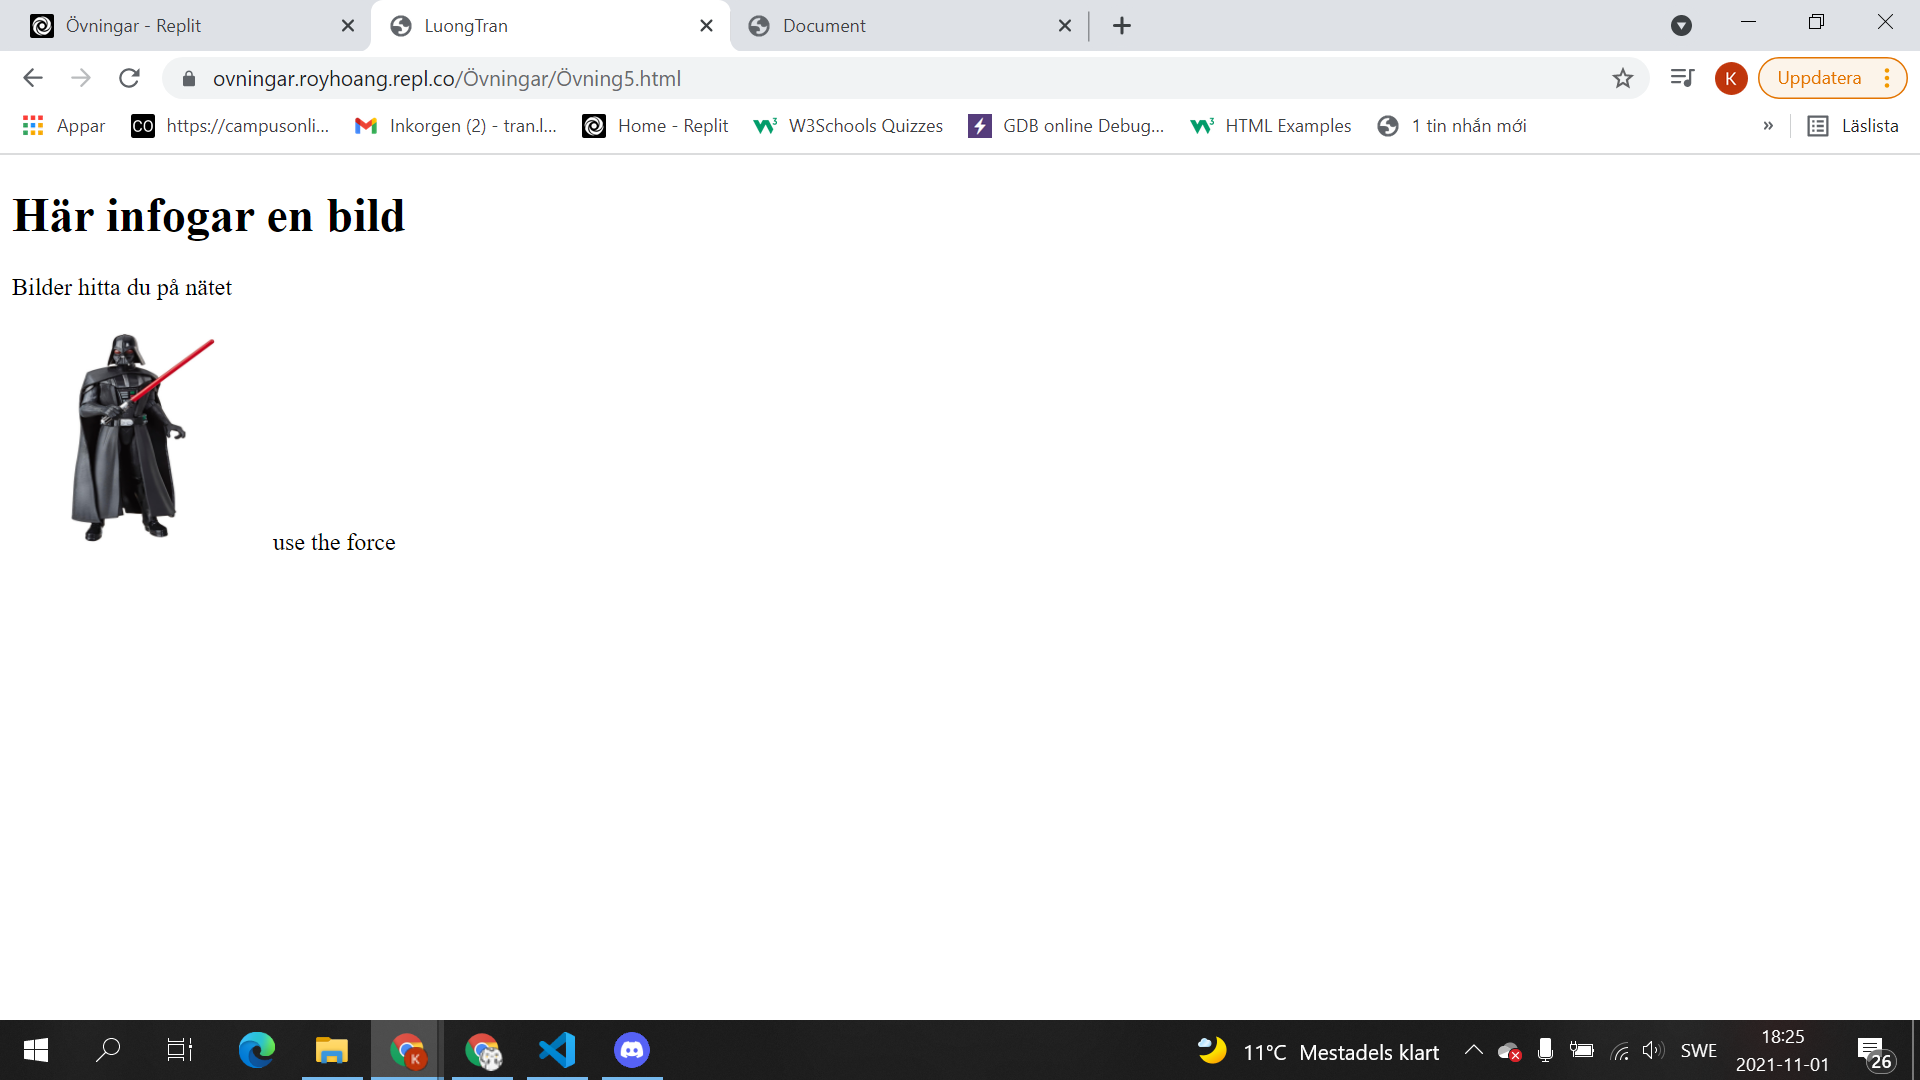 Övningar - Replit
LuongTran
Document
ovningar.royhoang.repl.co/Övningar/Övning5.html
K
Uppdatera
Appar
CO
https://campusonli...
Inkorgen (2) - tran.l...
Home - Replit
W3Schools Quizzes
GDB online Debug...
HTML Examples
1 tin nhắn mới
»
Läslista
Här infogar en bild
Bilder hitta du på nätet
use the force
K
11°C Mestadels klart
SWE
18:25
2021-11-01
26